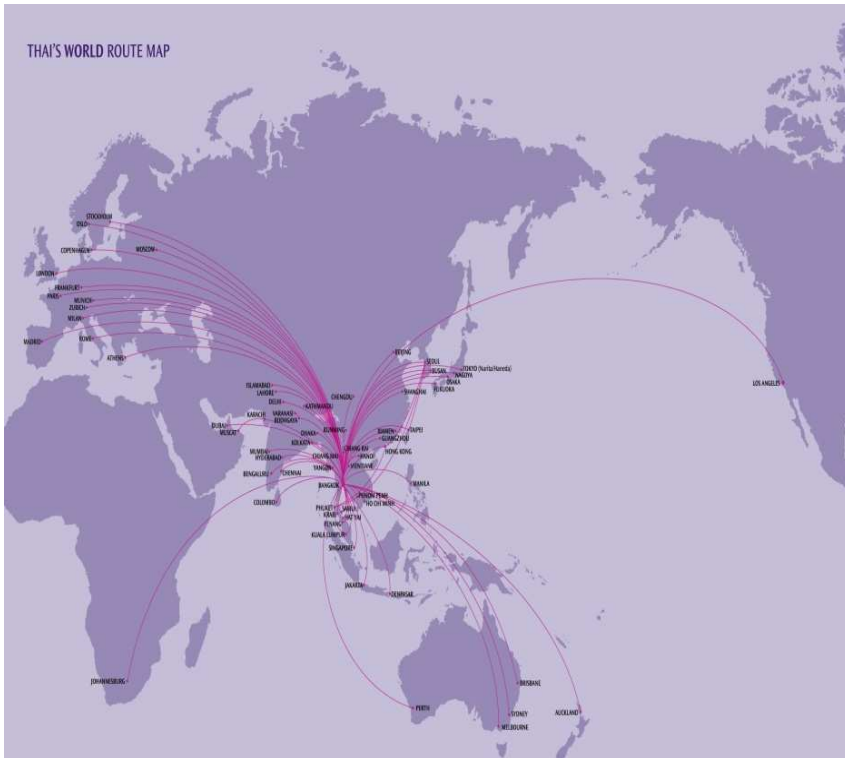 THAI'S WORLD ROUTE MAP
STOCKHOLM
OSLO
COPENHAGEN
MOSCOW
LONDON
FRANKFURT
PARIS
MUNICH
ZURICH
MILAN
MADRID
ROME
ATHENS
BEIJING
SEOUL
BUSAN
TOKYO (Narita/Haneda)
NAGOYA
OSAKA
FUKUOKA
LOS ANGELES
ISLAMABAD
LAHORE
DELHI
CHENGDU
SHANGHAI
KATHMANDU
KARACHI
VARANASI
BODHGAYA
DUBAI
MUSCAT
DHAKA
KUNMING
KOLKATA
XIAMEN
TAIPEI
GUANGZHOU
HONG KONG
MUMBAI
HYDERABAD
CHIANG RAI
CHIANG MAI
HANOI
YANGON
VIENTIANE
BENGALURU
CHENNAI
BANGKOK
MANILA
COLOMBO
PHNOM PENH
HO CHI MINH
PHUKET
SAMUI
KRABI
HAT YAI
PENANG
KUALA LUMPUR
SINGAPORE
JAKARTA
DENPASAR
JOHANNESBURG
BRISBANE
PERTH
SYDNEY
AUCKLAND
MELBOURNE